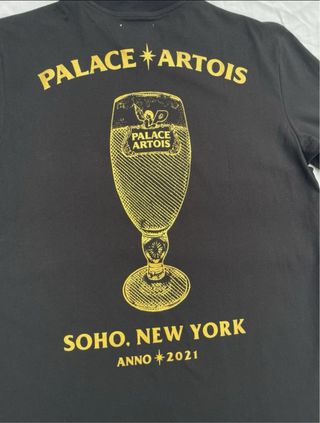 PALACE ARTOIS
PALACE
ARTOIS
SOHO, NEW YORK
ANNO 2021